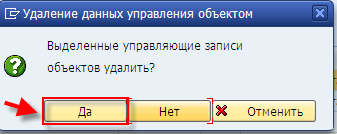 Удаление данных управления объектом
Выделенные управляющие записи
объектов удалить?
Да Нет Отменить